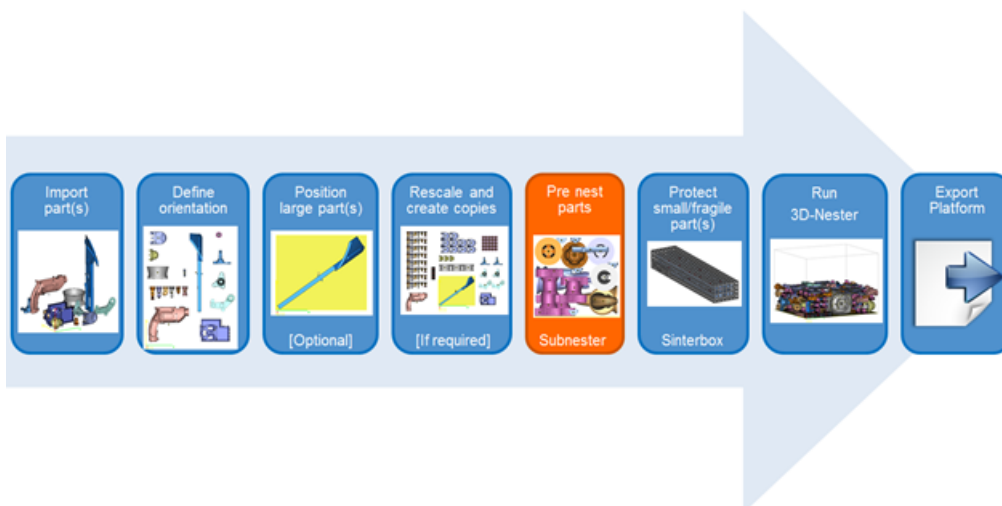 Import
part(s)
Define
orientation
Position
large part(s)
[Optional]
Rescale and
create copies
[If required]
Pre nest
parts
Subnester
Protect
small/fragile
part(s)
Sinterbox
Run
3D-Nester
Export
Platform